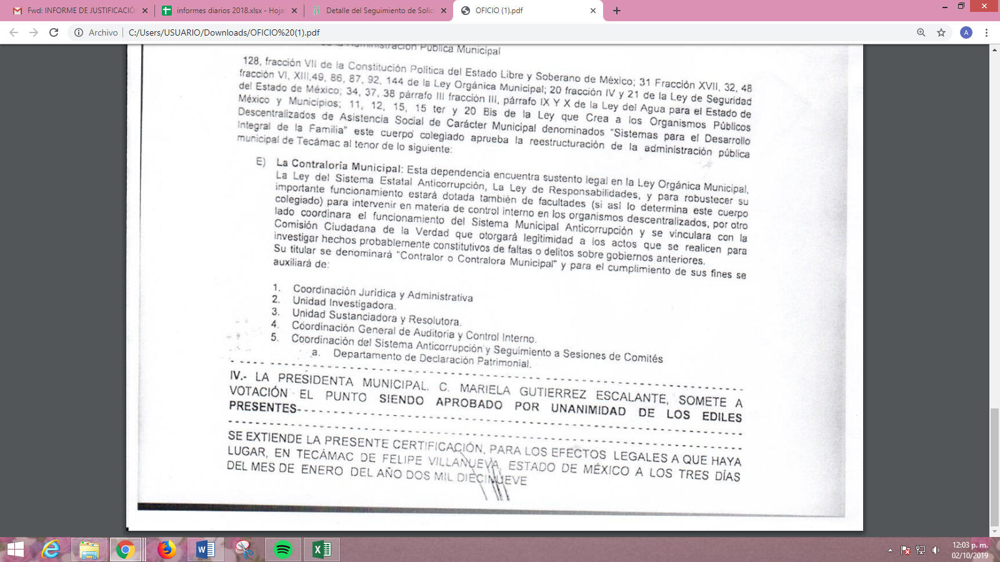 Fwd: INFORME DE JUSTIFICACIÓ
informes diarios 2018.xlsx - Hoja
Detalle del Seguimiento de Solic
OFICIO (1).pdf
Archivo
C:/Users/USUARIO/Downloads/OFICIO%20(1).pdf
A
de la Administración Pública Municipal
128, fracción VII de la Constitución Política del Estado Libre y Soberano de México; 31 Fracción XVII, 32, 48
fracción VI, XIII,49, 86, 87, 92, 144 de la Ley Orgánica Municipal; 20 fracción IV y 21 de la Ley de Seguridad
del Estado de México; 34, 37, 38 párrafo III fracción III, párrafo IX Y X de la Ley del Agua para el Estado de
México y Municipios; 11, 12, 15, 15 ter y 20 Bis de la Ley que Crea a los Organismos Públicos
Descentralizados de Asistencia Social de Carácter Municipal denominados "Sistemas para el Desarrollo
Integral de la Familia" este cuerpo colegiado aprueba la reestructuración de la administración pública
municipal de Tecámac al tenor de lo siguiente:
E) La Contraloría Municipal: Esta dependencia encuentra sustento legal en la Ley Orgánica Municipal,
La Ley del Sistema Estatal Anticorrupción, La Ley de Responsabilidades, y para robustecer su
importante funcionamiento estará dotada también de facultades (si así lo determina este cuerpo
colegiado) para intervenir en materia de control interno en los organismos descentralizados, por otro
lado coordinara el funcionamiento del Sistema Municipal Anticorrupción y se vinculara con la
Comisión Ciudadana de la Verdad que otorgará legitimidad a los actos que se realicen para
investigar hechos probablemente constitutivos de faltas o delitos sobre gobiernos anteriores.
Su titular se denominará "Contralor o Contralora Municipal" y para el cumplimiento de sus fines se
auxiliará de:
1. Coordinación Jurídica y Administrativa
2. Unidad Investigadora.
3. Unidad Sustanciadora y Resolutora.
4. Coordinación General de Auditoria y Control Interno.
5. Coordinación del Sistema Anticorrupción y Seguimiento a Sesiones de Comités
a. Departamento de Declaración Patrimonial.
IV.- LA PRESIDENTA MUNICIPAL. C. MARIELA GUTIERREZ ESCALANTE, SOMETE A
VOTACIÓN EL PUNTO SIENDO APROBADO POR UNANIMIDAD DE LOS EDILES
PRESENTES-
SE EXTIENDE LA PRESENTE CERTIFICACIÓN, PARA LOS EFECTOS LEGALES A QUE HAYA
LUGAR, EN TECÁMAC DE FELIPE VILLANUEVA, ESTADO DE MÉXICO A LOS TRES DÍAS
DEL MES DE ENERO DEL AÑO DOS MIL DIECINUEVE
12:03 p. m.
02/10/2019